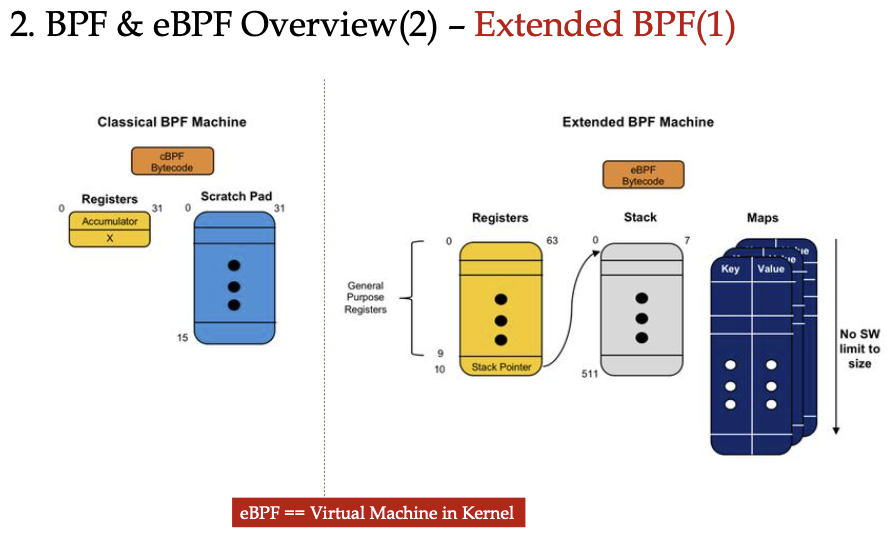 2. BPF & eBPF Overview(2) – Extended BPF(1)
Classical BPF Machine
cBPF
Bytecode
Registers
0
31
Accumulator
X
Scratch Pad
0
31
15
Extended BPF Machine
eBPF
Bytecode
Registers
0
63
General
Purpose
Registers
9
10
Stack Pointer
Stack
0
7
511
Maps
Key
Value
No SW
limit to
size
eBPF == Virtual Machine in Kernel